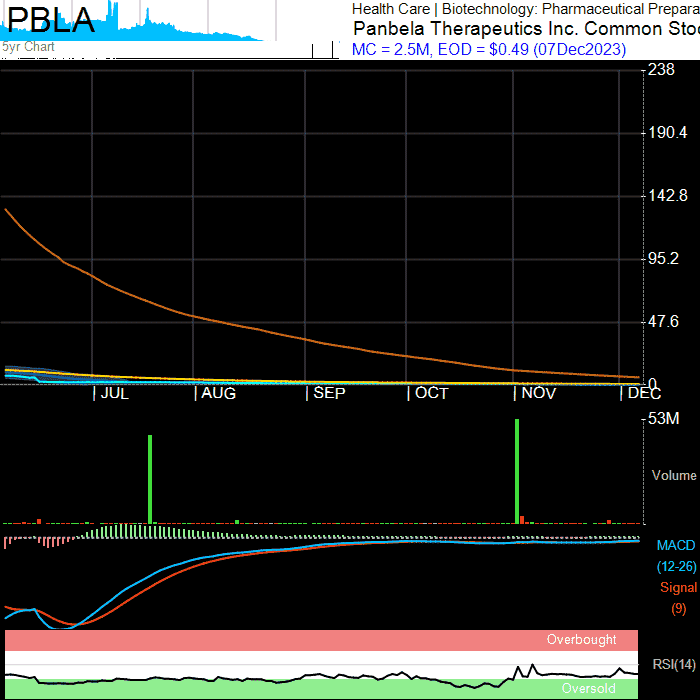 PBLA
5yr Chart
Health Care | Biotechnology: Pharmaceutical Prepara
Panbela Therapeutics Inc. Common Stoc
MC = 2.5M, EOD = $0.49 (07Dec2023)
238
190.4
142.8
95.2
47.6
0
JUL AUG SEP OCT NOV DEC
53M
Volume
MACD
(12-26)
Signal
(9)
Overbought
RSI(14)
Oversold